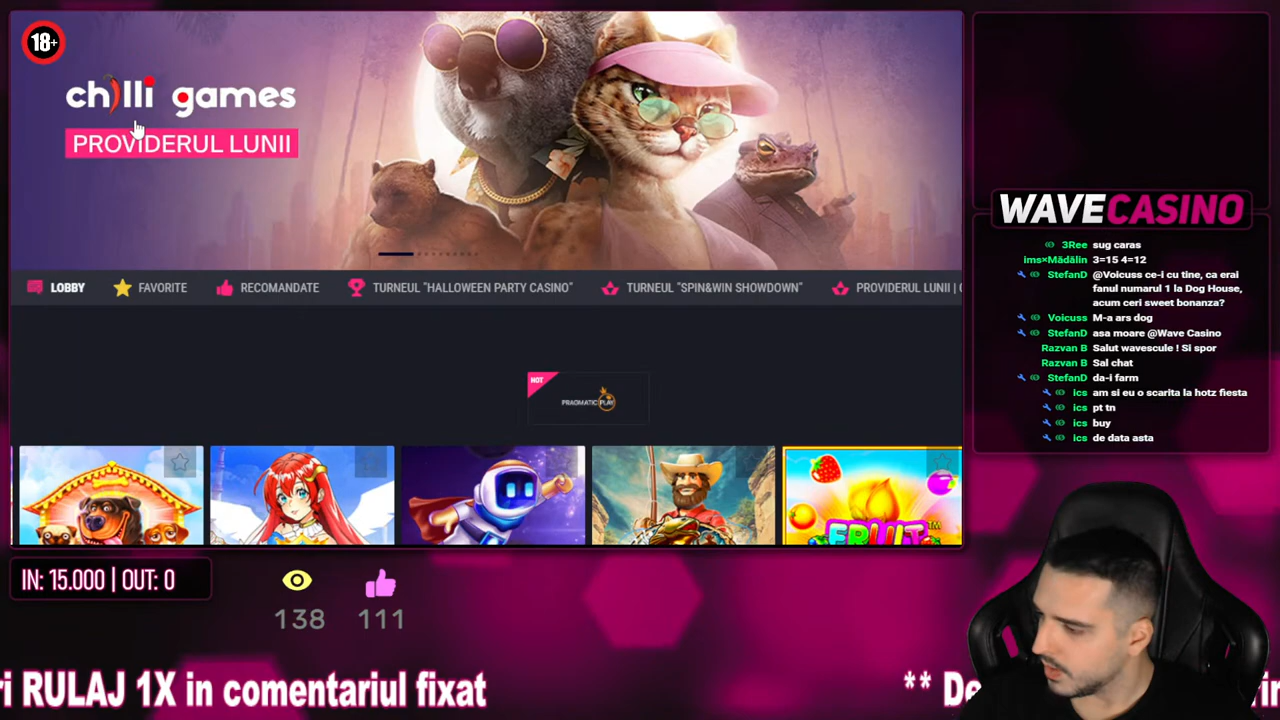 18+
chilli games
PROVIDERUL LUNII
LOBBY
FAVORITE
RECOMANDATE
TURNEUL "HALLOWEEN PARTY CASINO"
TURNEUL "SPIN&WIN SHOWDOWN"
PROVIDERUL LUNII |
HOT
PRAGMATIC PLAY
FRUIT™
IN: 15.000 | OUT: 0
138
111
WAVECASINO
3Ree sug caras
ims×Mădălin 3=15 4=12
StefanD @Voicuss ce-i cu tine, ca erai
fanul numarul 1 la Dog House,
acum ceri sweet bonanza?
Voicuss M-a ars dog
StefanD asa moare @Wave Casino
Razvan B Salut wavescule ! Si spor
Razvan B Sal chat
StefanD da-i farm
ics am si eu o scarita la hotz fiesta
ics pt tn
ics buy
ics de data asta
ri RULAJ 1X in comentariul fixat
** De